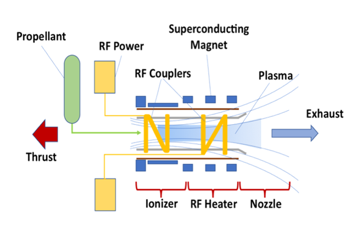 Superconducting
Magnet
Propellant
RF Power
RF Couplers
Plasma
Exhaust
Thrust
Ionizer
RF Heater
Nozzle